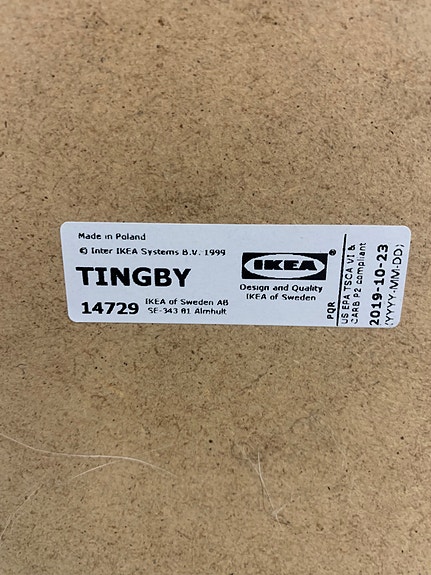 Made in Poland
© Inter IKEA Systems B.V. 1999
TINGBY
14729
IKEA of Sweden AB
SE-343 81 Almhult
IKEA®
Design and Quality
IKEA of Sweden
PQR
US EPA TSCA VI &
CARB P2 compliant
2019-10-23
(YYYY-MM-DD)